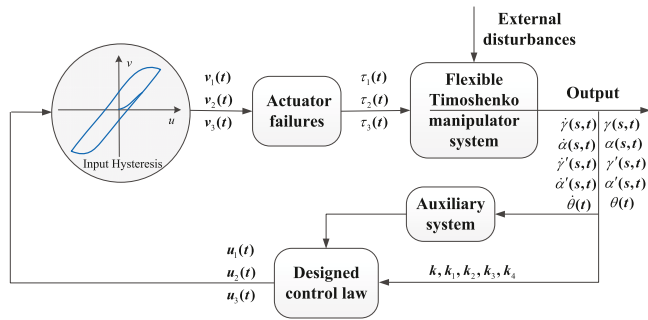 External
disturbances
v
u
Input Hysteresis
v₁(t)
v₂(t)
v₃(t)
Actuator
failures
τ₁(t)
τ₂(t)
τ₃(t)
Flexible
Timoshenko
manipulator
system
Output
γ̇(s,t) γ(s,t)
α̇(s,t) α(s,t)
γ̇′(s,t) γ′(s,t)
α̇′(s,t) α′(s,t)
θ̇(t) θ(t)
Auxiliary
system
u₁(t)
u₂(t)
u₃(t)
Designed
control law
k, k₁, k₂, k₃, k₄